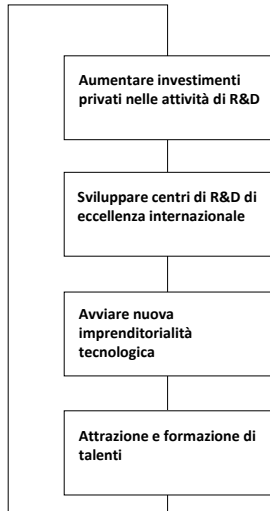 Aumentare investimenti
privati nelle attività di R&D
Sviluppare centri di R&D di
eccellenza internazionale
Avviare nuova
imprenditorialità
tecnologica
Attrazione e formazione di
talenti